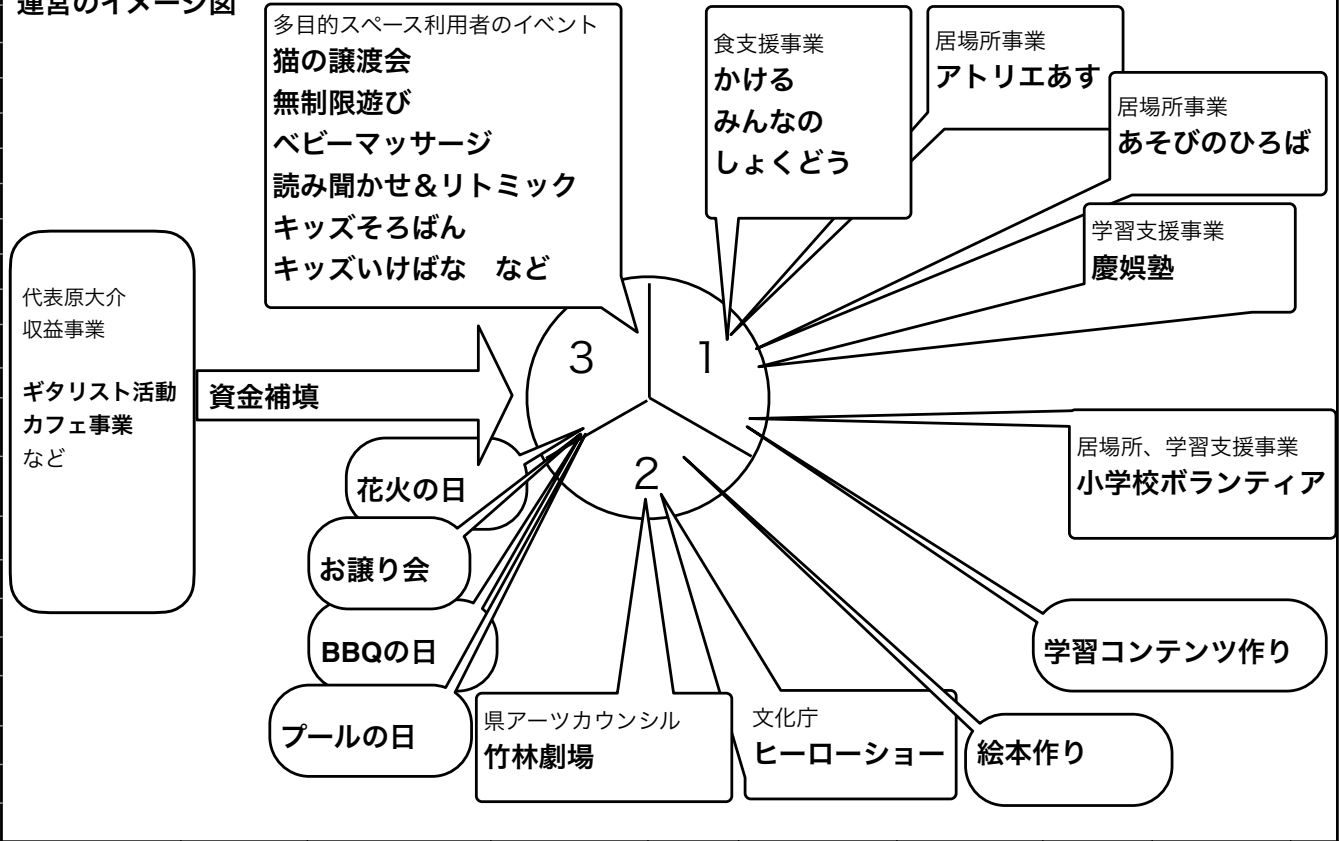 運営のイメージ図
多目的スペース利用者のイベント
猫の譲渡会
無制限遊び
ベビーマッサージ
読み聞かせ＆リトミック
キッズそろばん
キッズいけばな　など
食支援事業
かける
みんなの
しょくどう
居場所事業
アトリエあす
居場所事業
あそびのひろば
学習支援事業
慶娯塾
代表原大介
収益事業
ギタリスト活動
カフェ事業
など
資金補填
3
1
2
居場所、学習支援事業
小学校ボランティア
花火の日
お譲り会
BBQの日
プールの日
県アーツカウンシル
竹林劇場
文化庁
ヒーローショー
絵本作り
学習コンテンツ作り